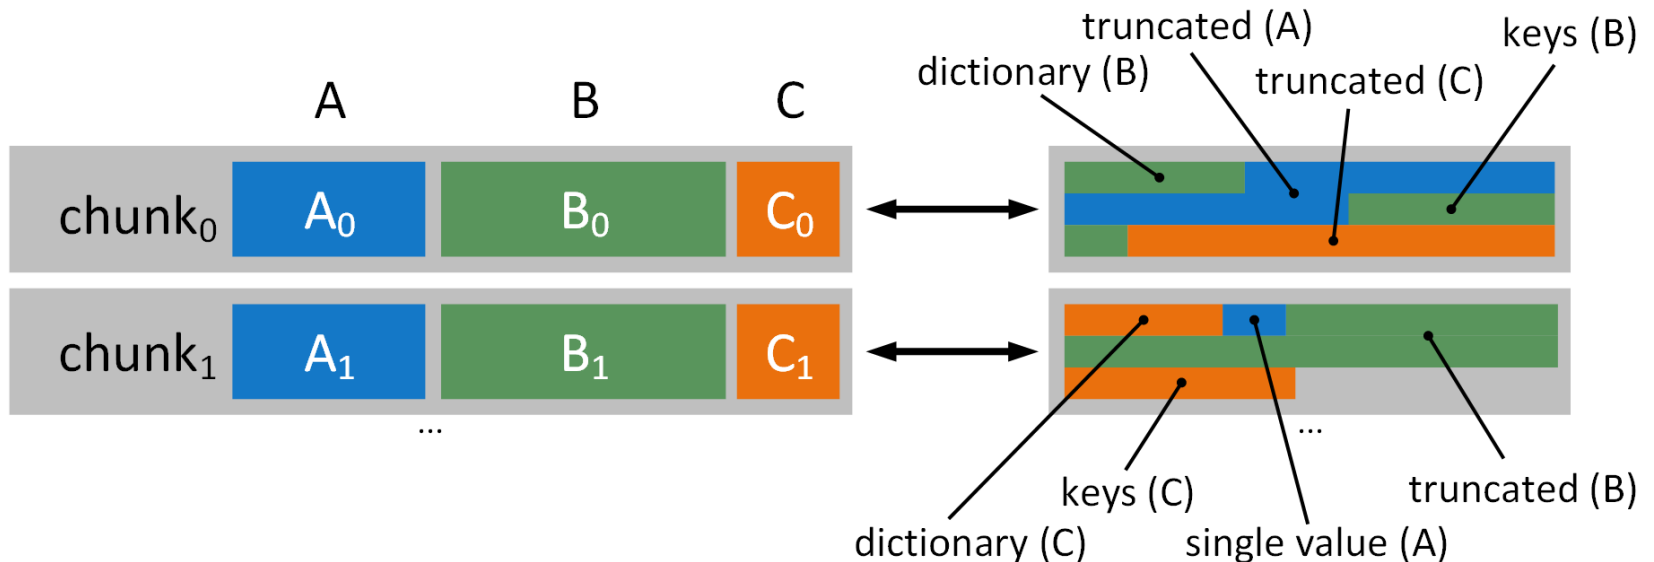 truncated (A)
keys (B)
dictionary (B)
truncated (C)
A B C
chunk₀ A₀ B₀ C₀
chunk₁ A₁ B₁ C₁
... ...
keys (C)
truncated (B)
dictionary (C)
single value (A)